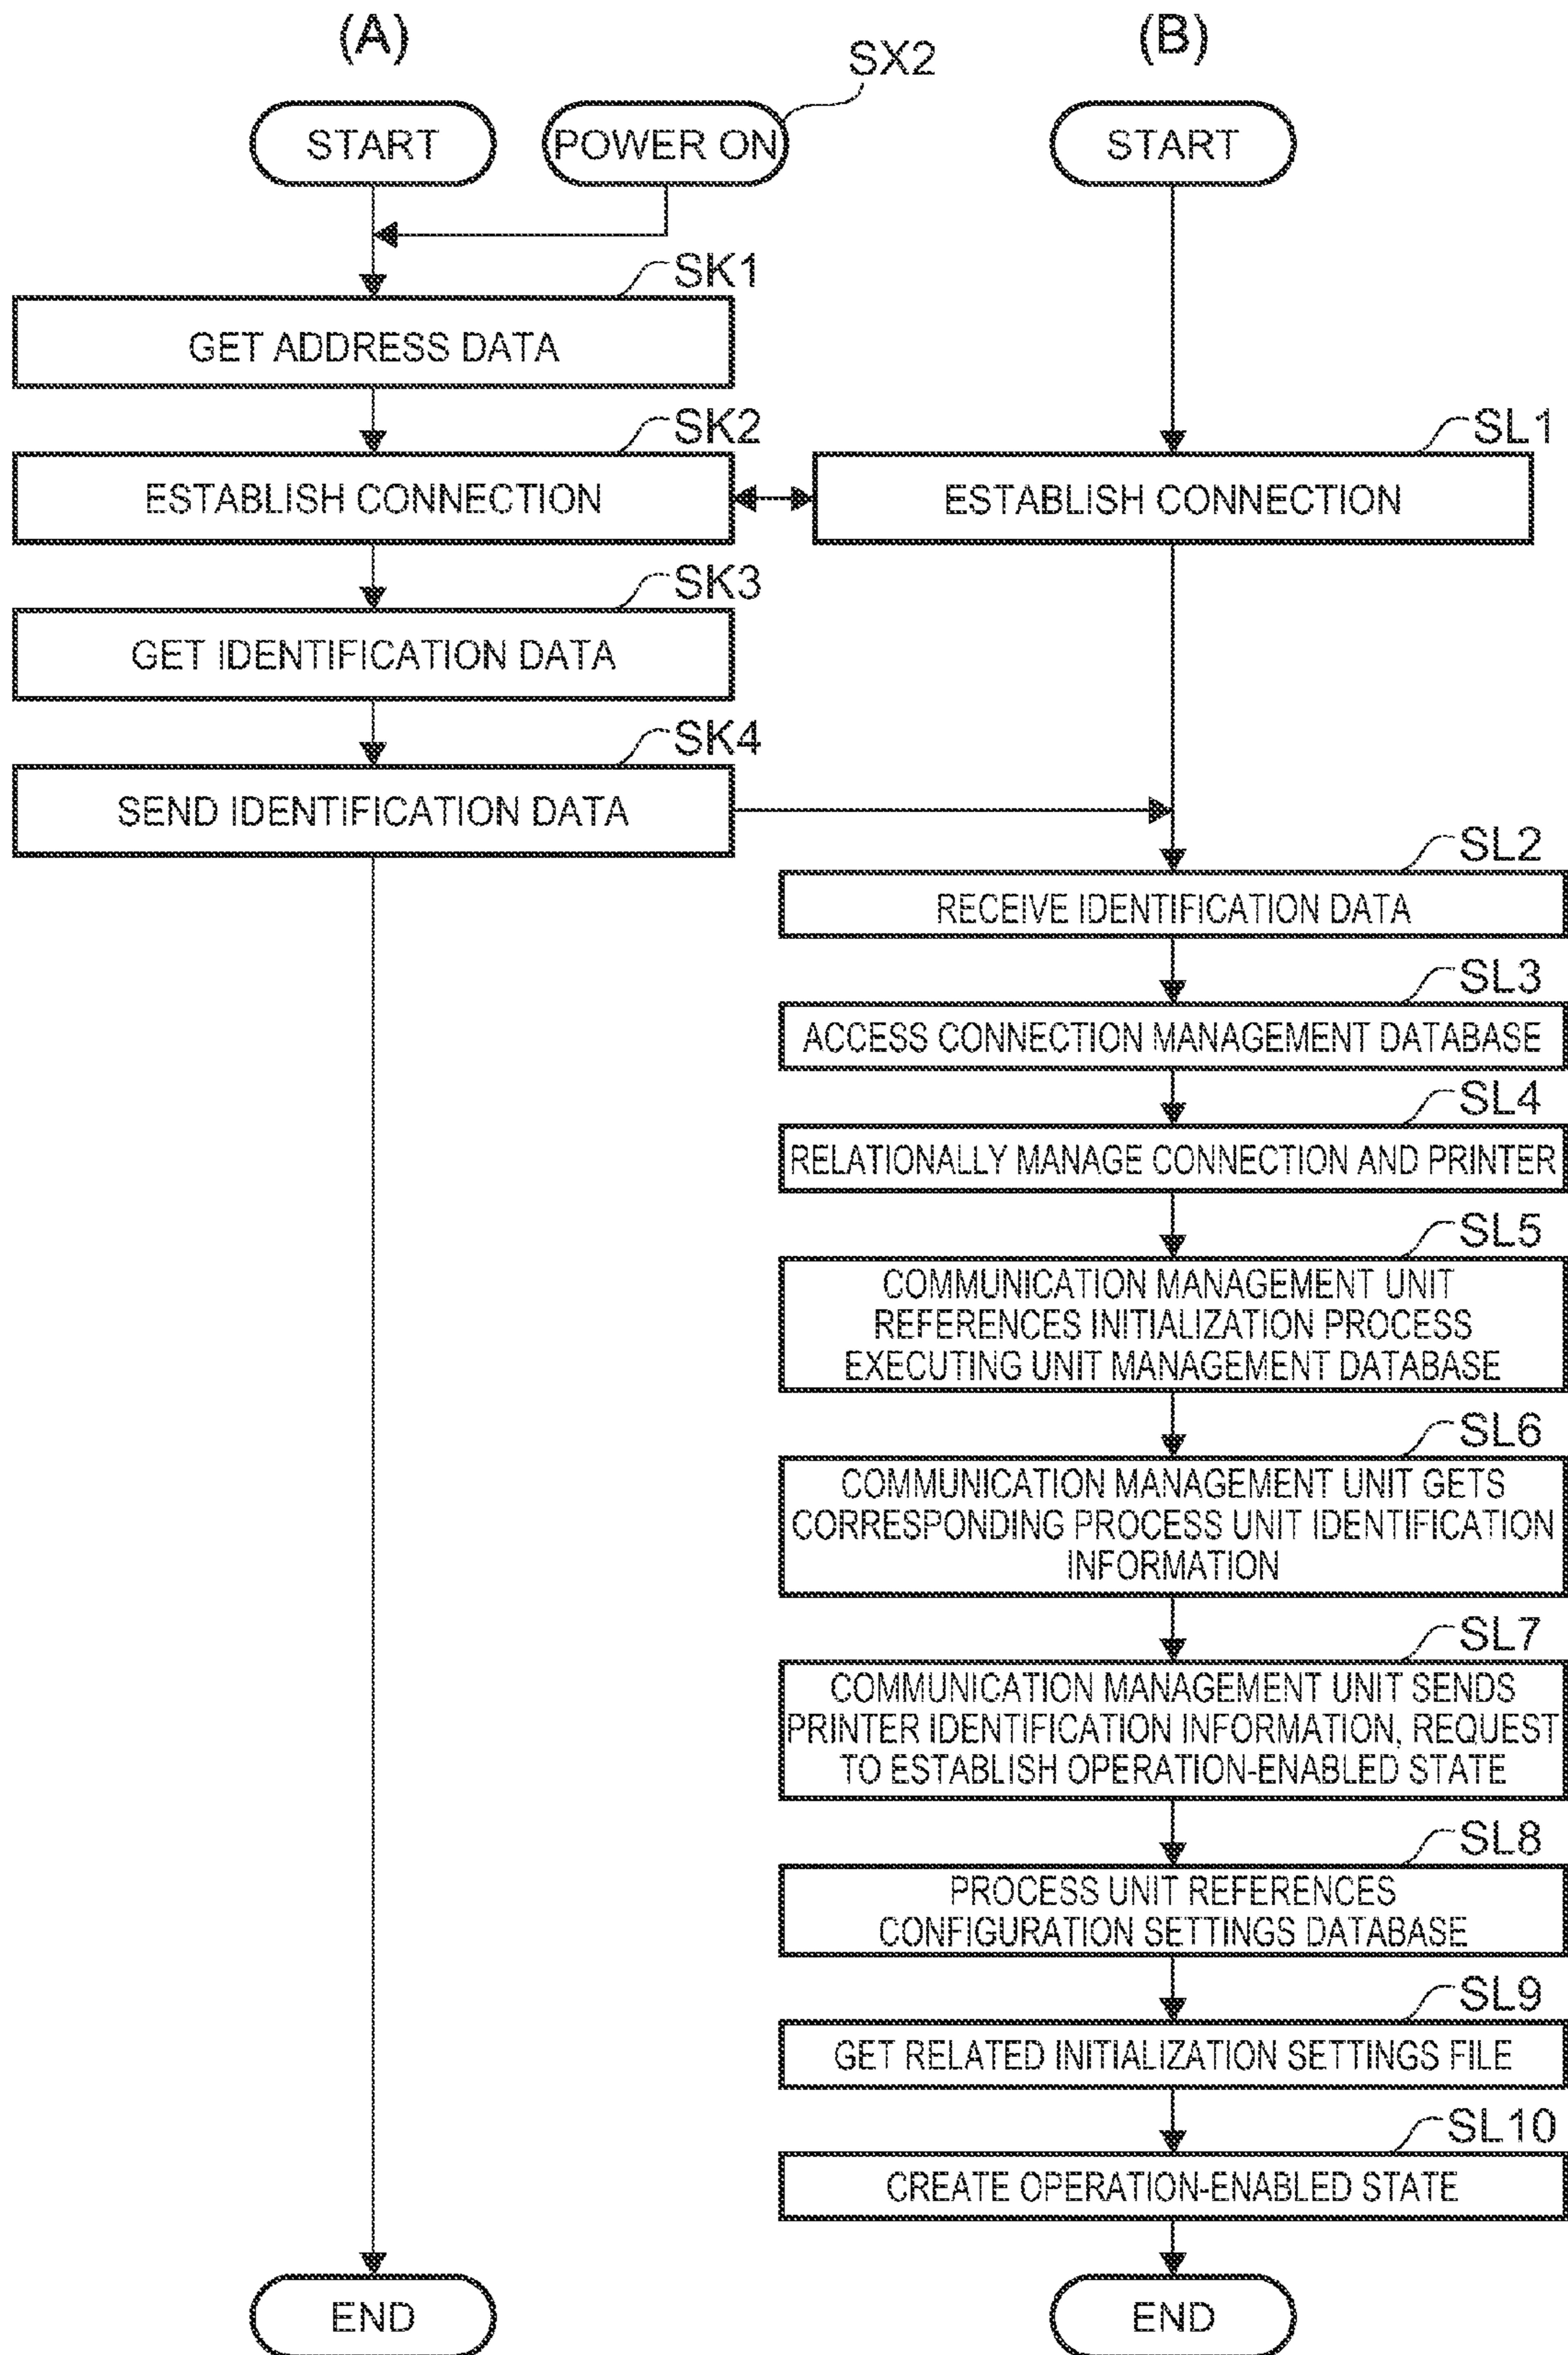 (A)
(B)
SX2
START
POWER ON
START
SK1
GET ADDRESS DATA
SK2
SL1
ESTABLISH CONNECTION
ESTABLISH CONNECTION
SK3
GET IDENTIFICATION DATA
SK4
SEND IDENTIFICATION DATA
SL2
RECEIVE IDENTIFICATION DATA
SL3
ACCESS CONNECTION MANAGEMENT DATABASE
SL4
RELATIONALLY MANAGE CONNECTION AND PRINTER
SL5
COMMUNICATION MANAGEMENT UNIT
REFERENCES INITIALIZATION PROCESS
EXECUTING UNIT MANAGEMENT DATABASE
SL6
COMMUNICATION MANAGEMENT UNIT GETS
CORRESPONDING PROCESS UNIT IDENTIFICATION
INFORMATION
SL7
COMMUNICATION MANAGEMENT UNIT SENDS
PRINTER IDENTIFICATION INFORMATION, REQUEST
TO ESTABLISH OPERATION-ENABLED STATE
SL8
PROCESS UNIT REFERENCES
CONFIGURATION SETTINGS DATABASE
SL9
GET RELATED INITIALIZATION SETTINGS FILE
SL10
CREATE OPERATION-ENABLED STATE
END
END